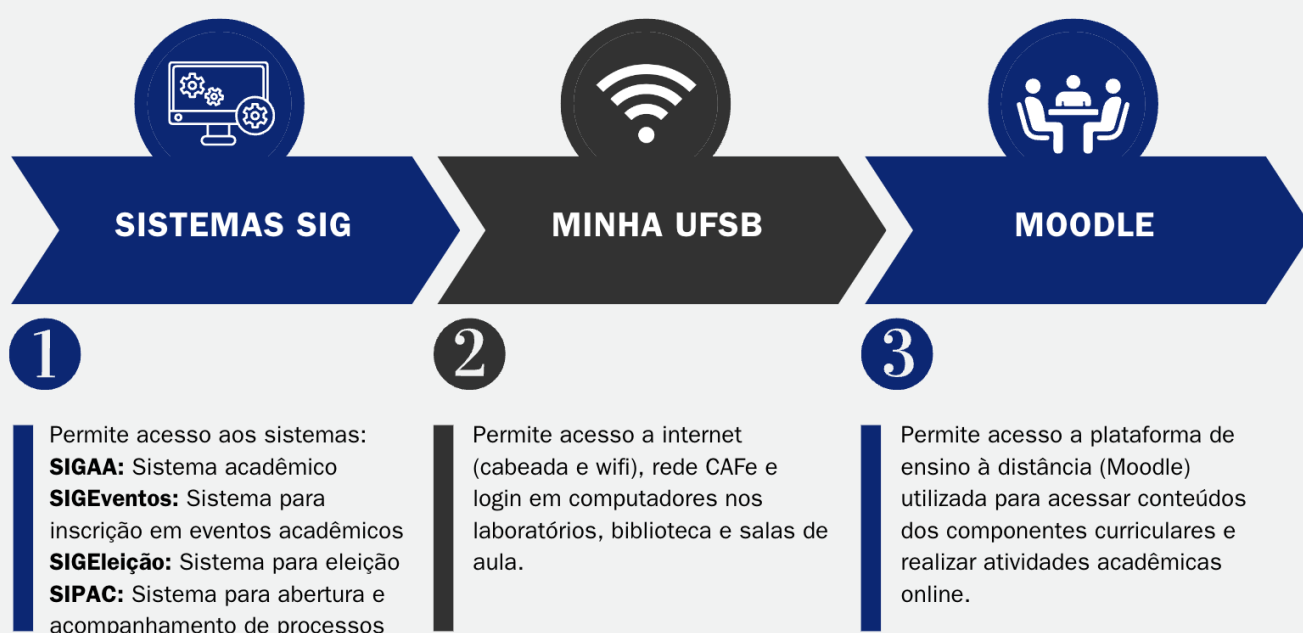 SISTEMAS SIG
MINHA UFSB
MOODLE
1
2
3
Permite acesso aos sistemas:
SIGAA: Sistema acadêmico
SIGEventos: Sistema para
inscrição em eventos acadêmicos
SIGEleição: Sistema para eleição
SIPAC: Sistema para abertura e
acompanhamento de processos
Permite acesso a internet
(cabeada e wifi), rede CAFe e
login em computadores nos
laboratórios, biblioteca e salas de
aula.
Permite acesso a plataforma de
ensino à distância (Moodle)
utilizada para acessar conteúdos
dos componentes curriculares e
realizar atividades acadêmicas
online.